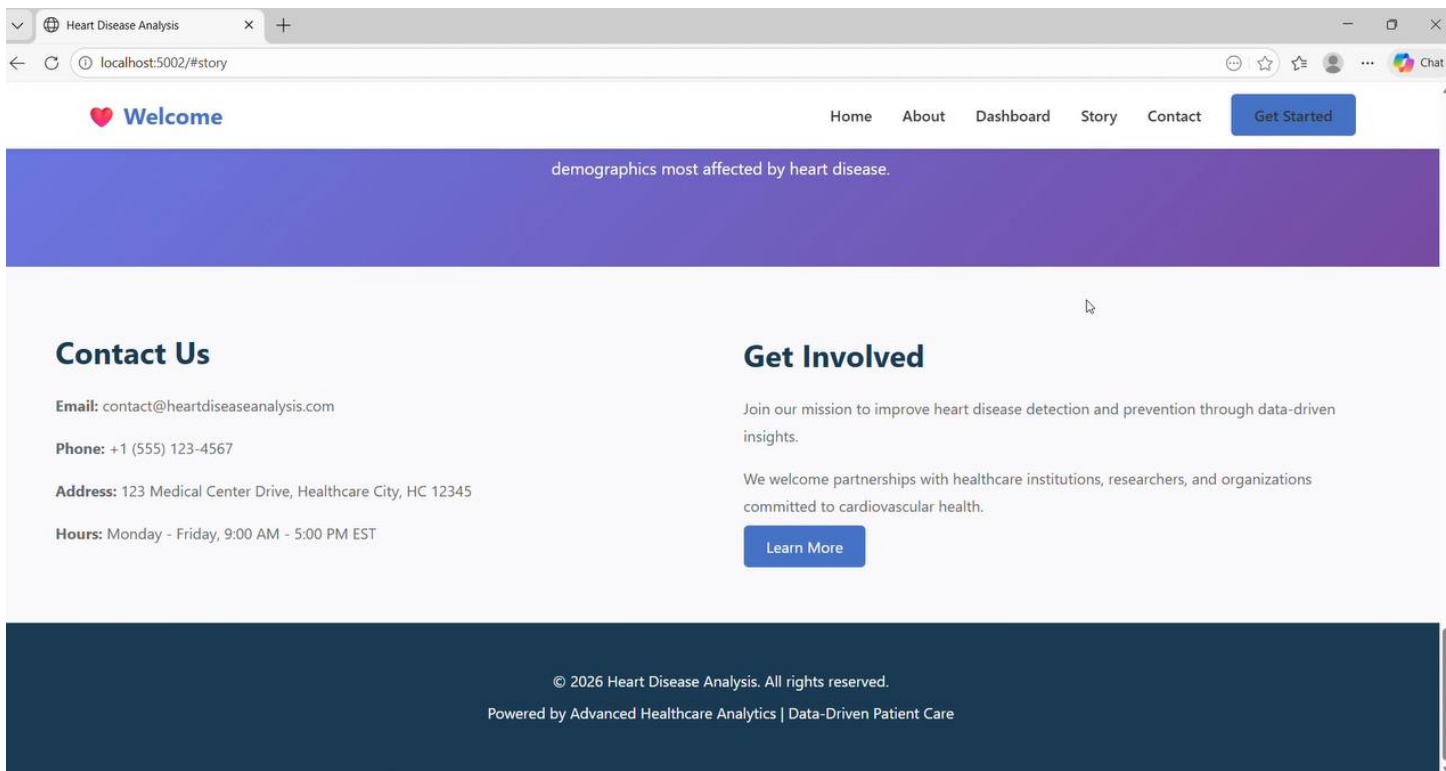 Heart Disease Analysis
localhost:5002/#story
Chat
Welcome
Home About Dashboard Story Contact Get Started
demographics most affected by heart disease.
Contact Us
Email: contact@heartdiseaseanalysis.com
Phone: +1 (555) 123-4567
Address: 123 Medical Center Drive, Healthcare City, HC 12345
Hours: Monday - Friday, 9:00 AM - 5:00 PM EST
Get Involved
Join our mission to improve heart disease detection and prevention through data-driven
insights.
We welcome partnerships with healthcare institutions, researchers, and organizations
committed to cardiovascular health.
Learn More
© 2026 Heart Disease Analysis. All rights reserved.
Powered by Advanced Healthcare Analytics | Data-Driven Patient Care